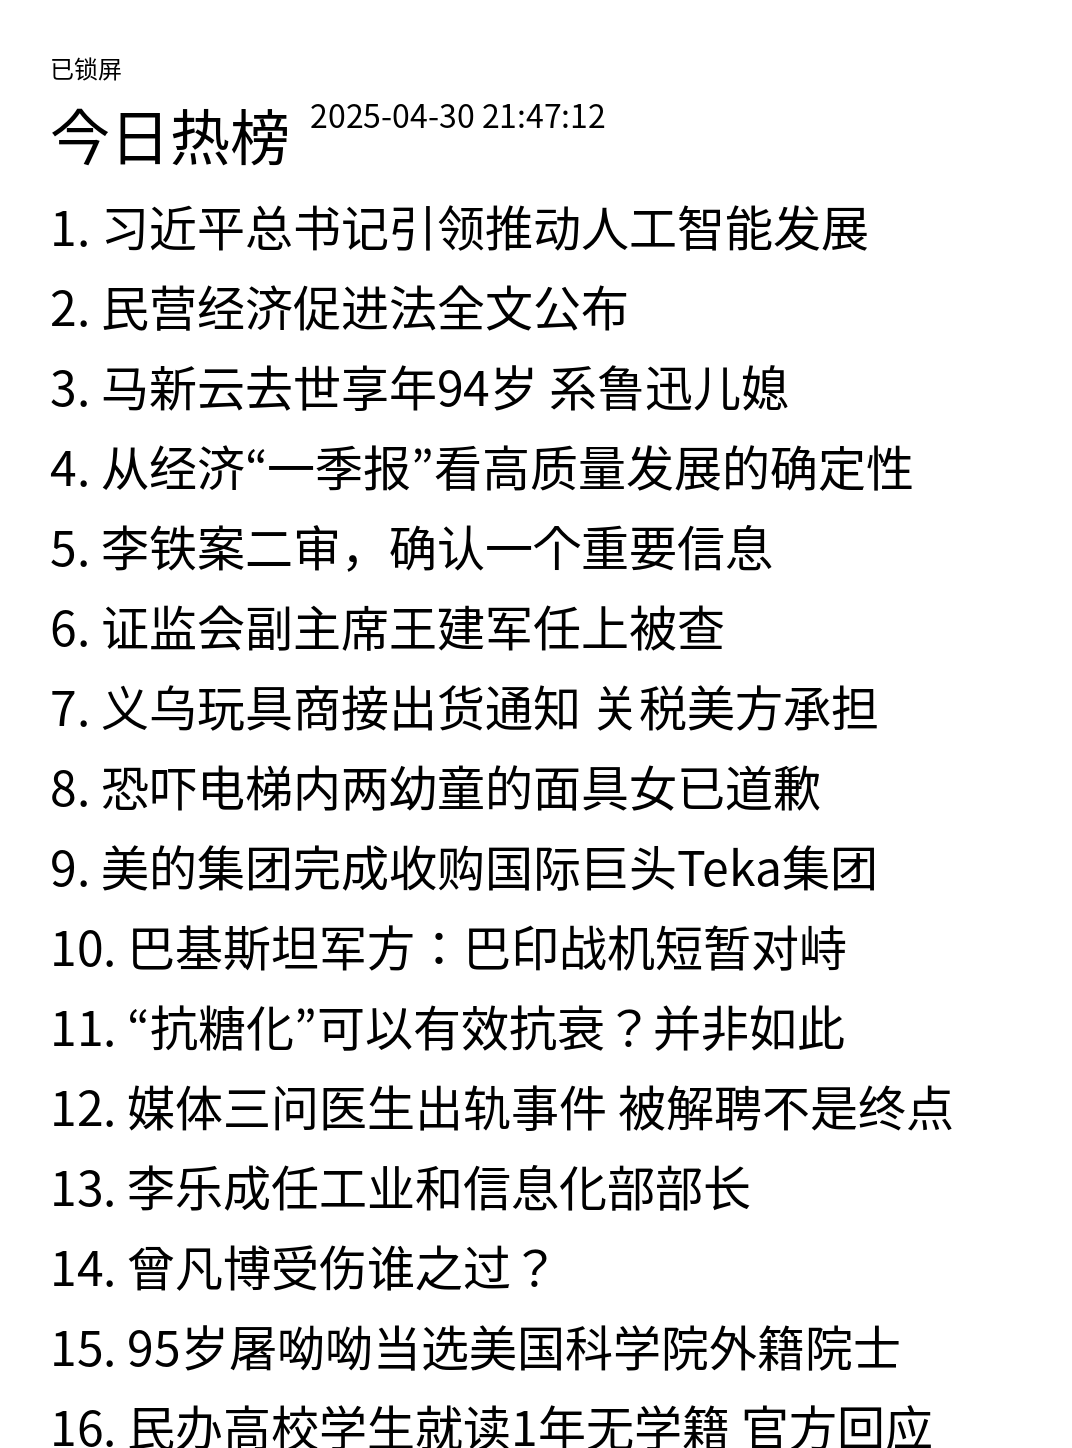 已锁屏
今日热榜 2025-04-30 21:47:12
1. 习近平总书记引领推动人工智能发展
2. 民营经济促进法全文公布
3. 马新云去世享年94岁 系鲁迅儿媳
4. 从经济“一季报”看高质量发展的确定性
5. 李铁案二审，确认一个重要信息
6. 证监会副主席王建军任上被查
7. 义乌玩具商接出货通知 关税美方承担
8. 恐吓电梯内两幼童的面具女已道歉
9. 美的集团完成收购国际巨头Teka集团
10. 巴基斯坦军方：巴印战机短暂对峙
11. “抗糖化”可以有效抗衰？并非如此
12. 媒体三问医生出轨事件 被解聘不是终点
13. 李乐成任工业和信息化部部长
14. 曾凡博受伤谁之过？
15. 95岁屠呦呦当选美国科学院外籍院士
16. 民办高校学生就读1年无学籍 官方回应